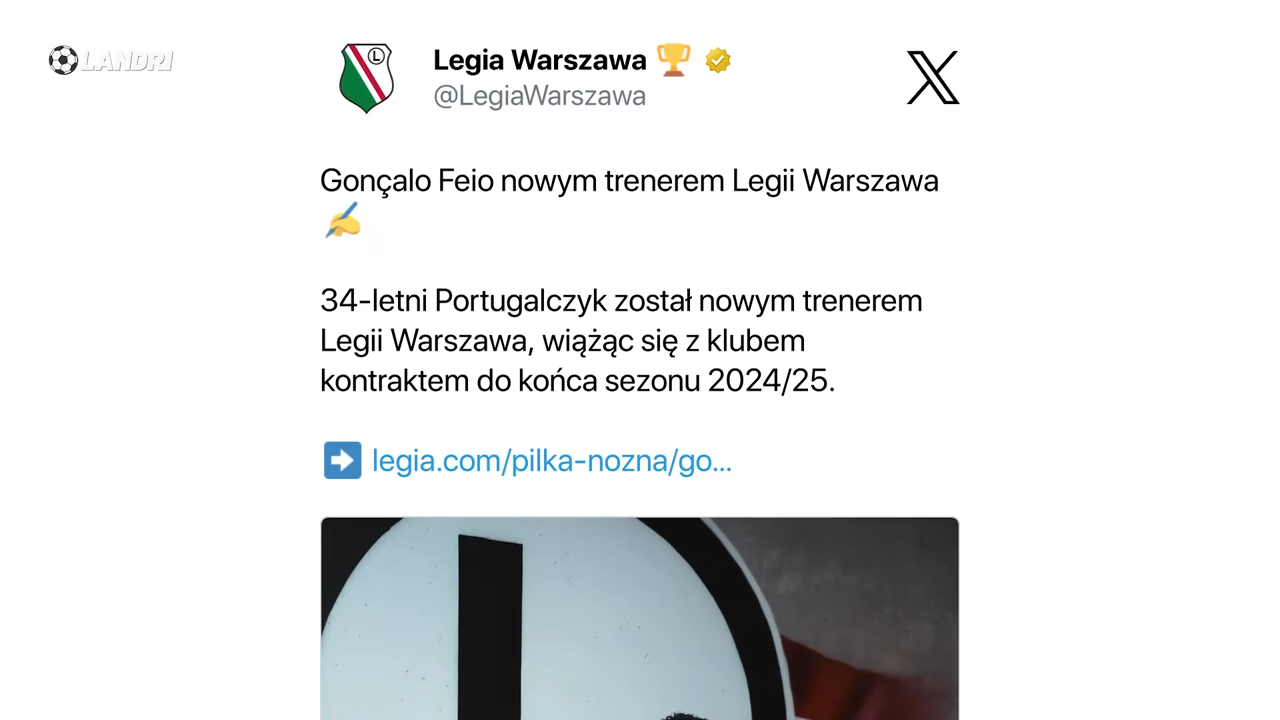 LANDRI
Legia Warszawa 🏆
@LegiaWarszawa
Gonçalo Feio nowym trenerem Legii Warszawa
✍️
34-letni Portugalczyk został nowym trenerem
Legii Warszawa, wiążąc się z klubem
kontraktem do końca sezonu 2024/25.
➡️ legia.com/pilka-nozna/go...
L